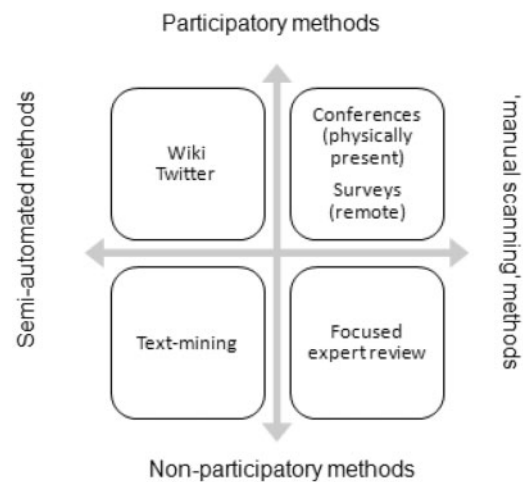 Participatory methods
Semi-automated methods
Wiki
Twitter
Conferences
(physically
present)
Surveys
(remote)
'manual
scanning' methods
Text-mining
Focused
expert review
Non-participatory methods